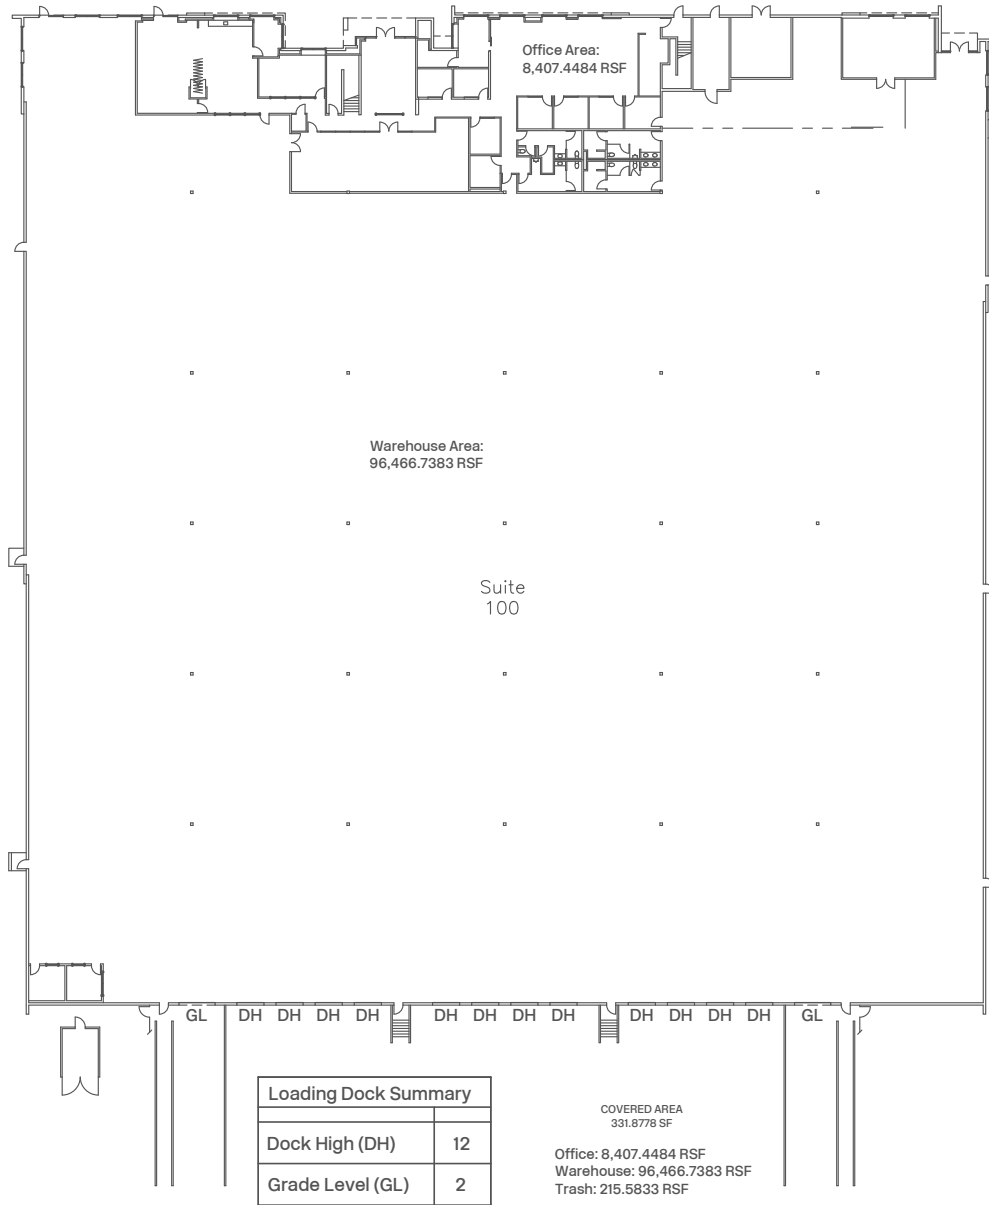 Office Area:
8,407.4484 RSF
Warehouse Area:
96,466.7383 RSF
Suite
100
GL DH DH DH DH DH DH DH DH DH DH DH DH GL
Loading Dock Summary
Dock High (DH) 12
Grade Level (GL) 2
COVERED AREA
331.8778 SF
Office: 8,407.4484 RSF
Warehouse: 96,466.7383 RSF
Trash: 215.5833 RSF